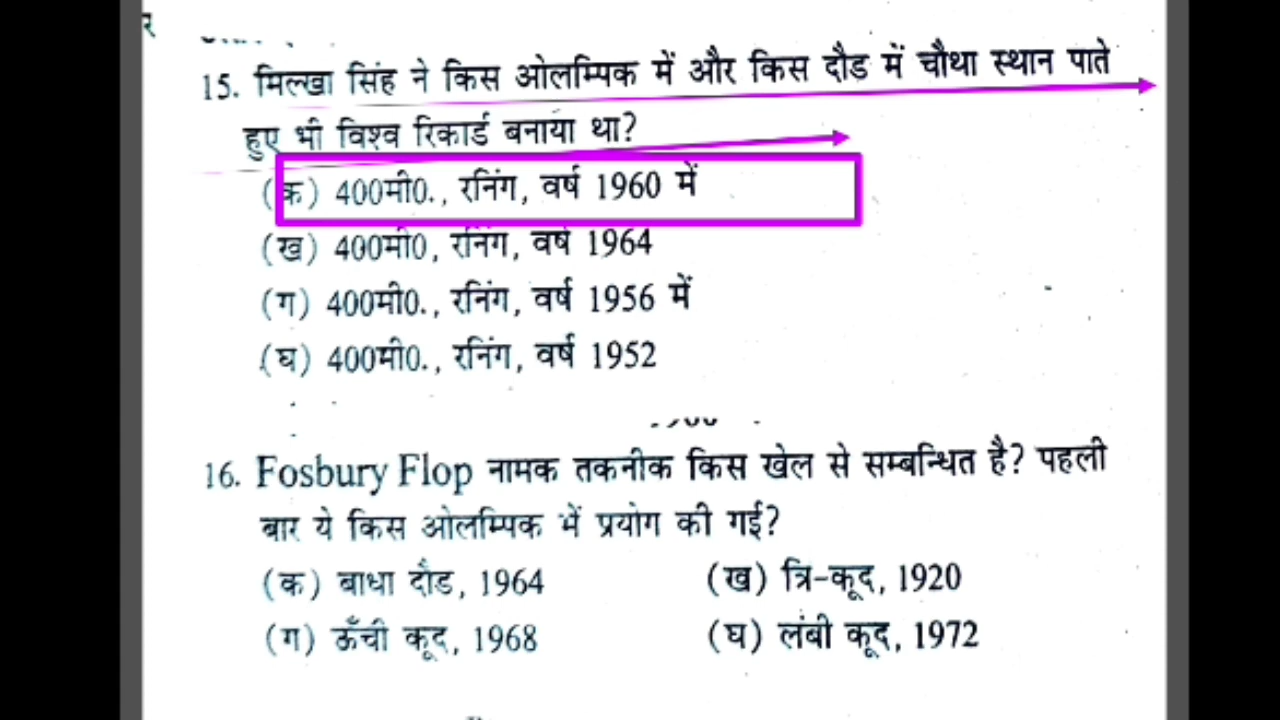 र
15. मिल्खा सिंह ने किस ओलम्पिक में और किस दौड में चौथा स्थान पाते
हुए भी विश्व रिकार्ड बनाया था?
(क) 400मी0., रनिंग, वर्ष 1960 में
(ख) 400मी0, रनिंग, वर्ष 1964
(ग) 400मी0., रनिंग, वर्ष 1956 में
(घ) 400मी0., रनिंग, वर्ष 1952
16. Fosbury Flop नामक तकनीक किस खेल से सम्बन्धित है? पहली
बार ये किस ओलम्पिक में प्रयोग की गई?
(क) बाधा दौड, 1964 (ख) त्रि-कूद, 1920
(ग) ऊँची कूद, 1968 (घ) लंबी कूद, 1972